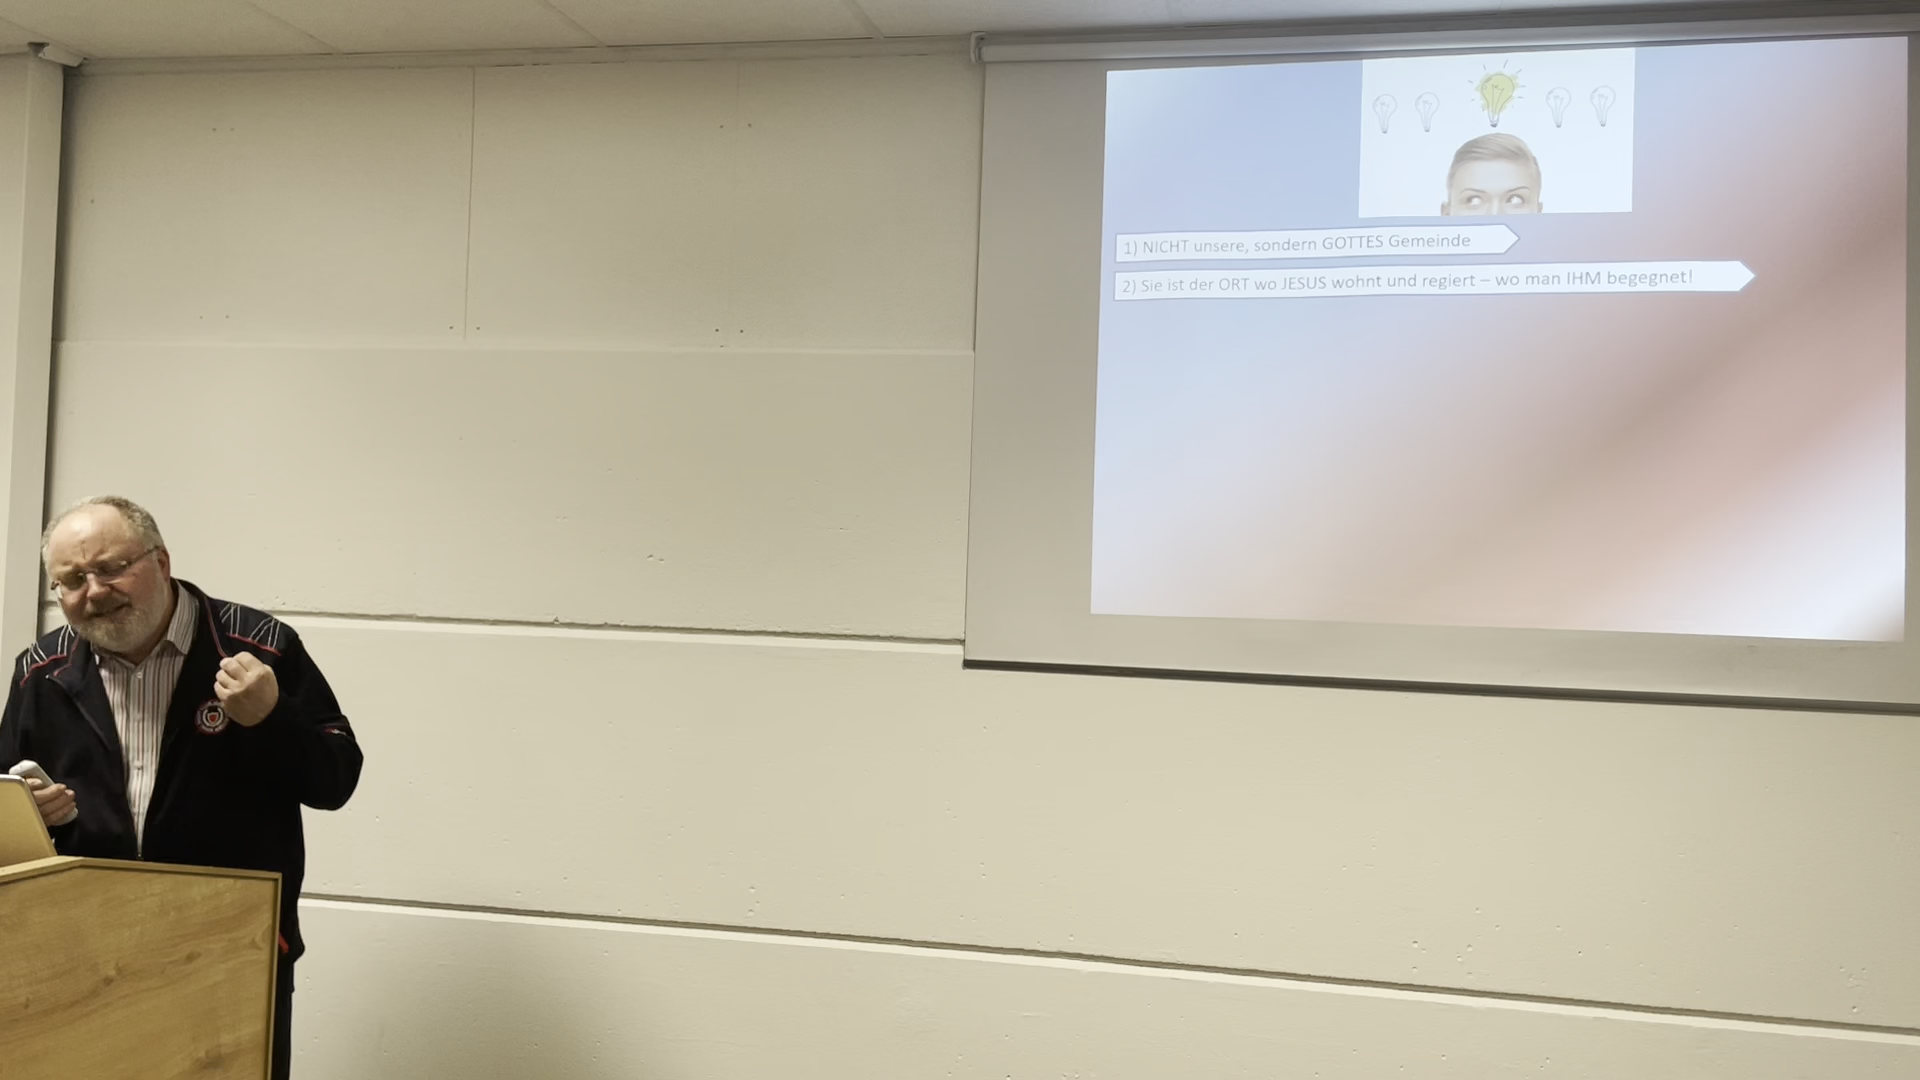 1) NICHT unsere, sondern GOTTES Gemeinde
2) Sie ist der ORT wo JESUS wohnt und regiert – wo man IHM begegnet!